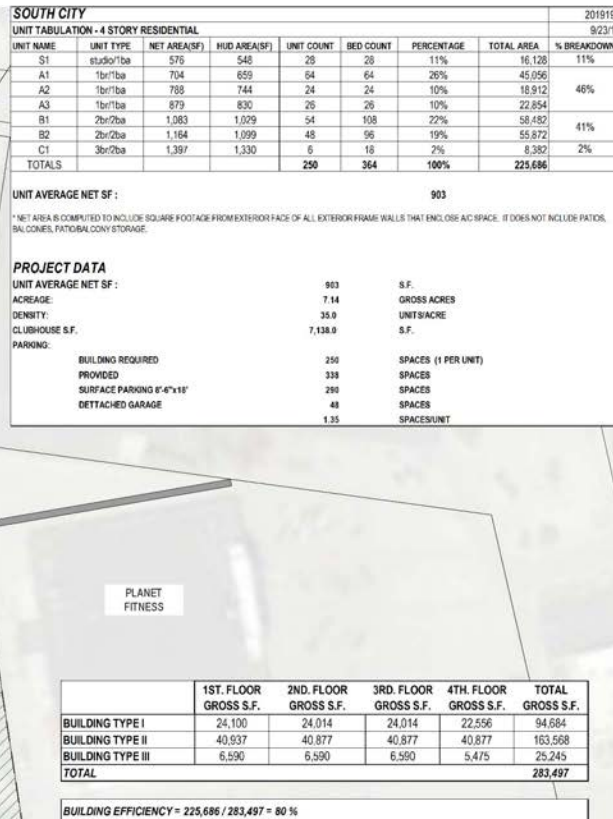 SOUTH CITY 201919
UNIT TABULATION - 4 STORY RESIDENTIAL 9/23/1
UNIT NAME UNIT TYPE NET AREA(SF) HUD AREA(SF) UNIT COUNT BED COUNT PERCENTAGE TOTAL AREA % BREAKDOWN
S1 studio/1ba 576 548 28 28 11% 16,128 11%
A1 1br/1ba 704 659 64 64 26% 45,056
A2 1br/1ba 788 744 24 24 10% 18,912 46%
A3 1br/1ba 879 830 26 26 10% 22,854
B1 2br/2ba 1,083 1,029 54 108 22% 58,482
B2 2br/2ba 1,164 1,099 48 96 19% 55,872 41%
C1 3br/2ba 1,397 1,330 6 18 2% 8,382 2%
TOTALS 250 364 100% 225,686
UNIT AVERAGE NET SF : 903
* NET AREA IS COMPUTED TO INCLUDE SQUARE FOOTAGE FROM EXTERIOR FACE OF ALL EXTERIOR FRAME WALLS THAT ENCLOSE A/C SPACE. IT DOES NOT INCLUDE PATIOS,
BALCONIES, PATIO/BALCONY STORAGE.
PROJECT DATA
UNIT AVERAGE NET SF : 903 S.F.
ACREAGE: 7.14 GROSS ACRES
DENSITY: 35.0 UNITS/ACRE
CLUBHOUSE S.F. 7,138.0 S.F.
PARKING:
BUILDING REQUIRED 250 SPACES (1 PER UNIT)
PROVIDED 338 SPACES
SURFACE PARKING 8'-6"x18' 290 SPACES
DETTACHED GARAGE 48 SPACES
1.35 SPACES/UNIT
PLANET
FITNESS
1ST. FLOOR 2ND. FLOOR 3RD. FLOOR 4TH. FLOOR TOTAL
GROSS S.F. GROSS S.F. GROSS S.F. GROSS S.F. GROSS S.F.
BUILDING TYPE I 24,100 24,014 24,014 22,556 94,684
BUILDING TYPE II 40,937 40,877 40,877 40,877 163,568
BUILDING TYPE III 6,590 6,590 6,590 5,475 25,245
TOTAL 283,497
BUILDING EFFICIENCY = 225,686 / 283,497 = 80 %